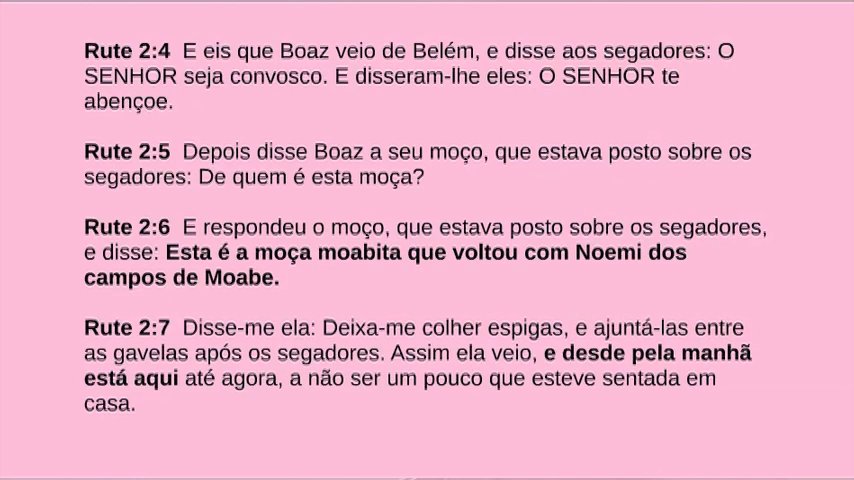 Rute 2:4 E eis que Boaz veio de Belém, e disse aos segadores: O
SENHOR seja convosco. E disseram-lhe eles: O SENHOR te
abençoe.
Rute 2:5 Depois disse Boaz a seu moço, que estava posto sobre os
segadores: De quem é esta moça?
Rute 2:6 E respondeu o moço, que estava posto sobre os segadores,
e disse: Esta é a moça moabita que voltou com Noemi dos
campos de Moabe.
Rute 2:7 Disse-me ela: Deixa-me colher espigas, e ajuntá-las entre
as gavelas após os segadores. Assim ela veio, e desde pela manhã
está aqui até agora, a não ser um pouco que esteve sentada em
casa.